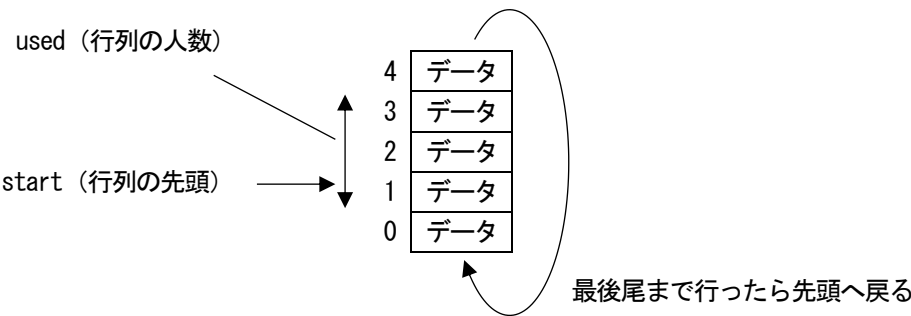 used（行列の人数）
4 データ
3 データ
2 データ
start（行列の先頭）
1 データ
0 データ
最後尾まで行ったら先頭へ戻る